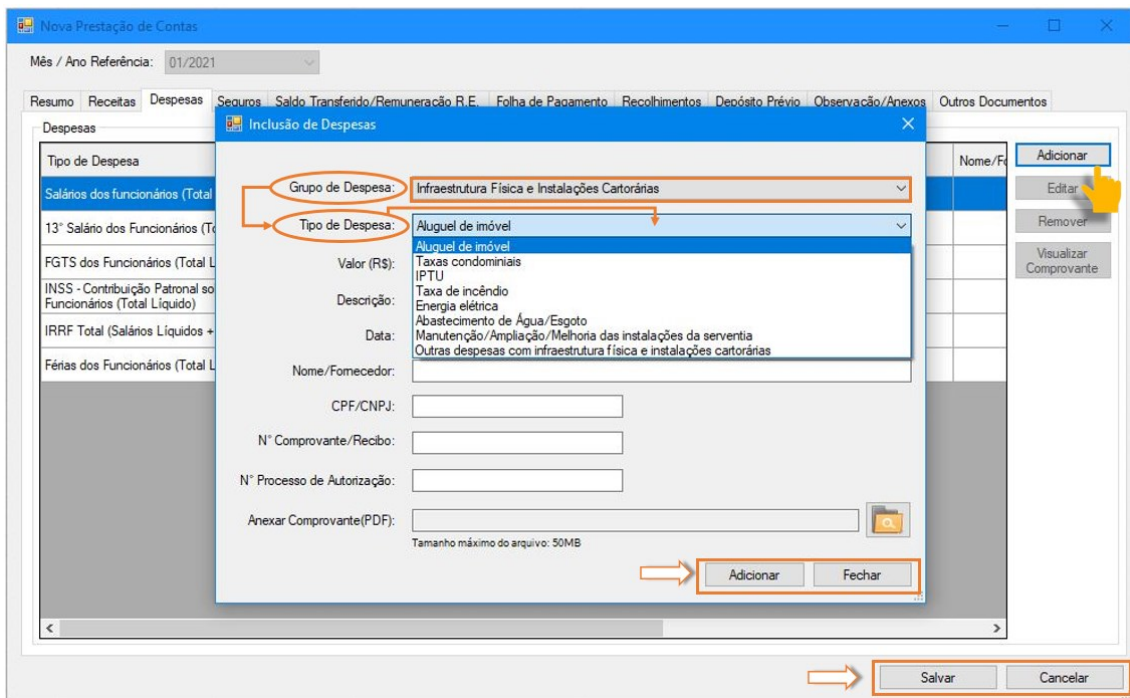 Nova Prestação de Contas
Mês / Ano Referência: 01/2021
Resumo Receitas Despesas Seguros Saldo Transferido/Remuneração R.E. Folha de Pagamento Recolhimentos Depósito Prévio Observação/Anexos Outros Documentos
Despesas
Tipo de Despesa
Nome/Fo
Salários dos funcionários (Total
13° Salário dos Funcionários (To
FGTS dos Funcionários (Total L
INSS - Contribuição Patronal so
Funcionários (Total Líquido)
IRRF Total (Salários Líquidos +
Férias dos Funcionários (Total L
Adicionar
Editar
Remover
Visualizar
Comprovante
Inclusão de Despesas
Grupo de Despesa: Infraestrutura Física e Instalações Cartorárias
Tipo de Despesa: Aluguel de imóvel
Aluguel de imóvel
Taxas condominiais
IPTU
Taxa de incêndio
Energia elétrica
Abastecimento de Água/Esgoto
Manutenção/Ampliação/Melhoria das instalações da serventia
Outras despesas com infraestrutura física e instalações cartorárias
Valor (R$):
Descrição:
Data:
Nome/Fornecedor:
CPF/CNPJ:
N° Comprovante/Recibo:
N° Processo de Autorização:
Anexar Comprovante(PDF):
Tamanho máximo do arquivo: 50MB
Adicionar Fechar
Salvar Cancelar